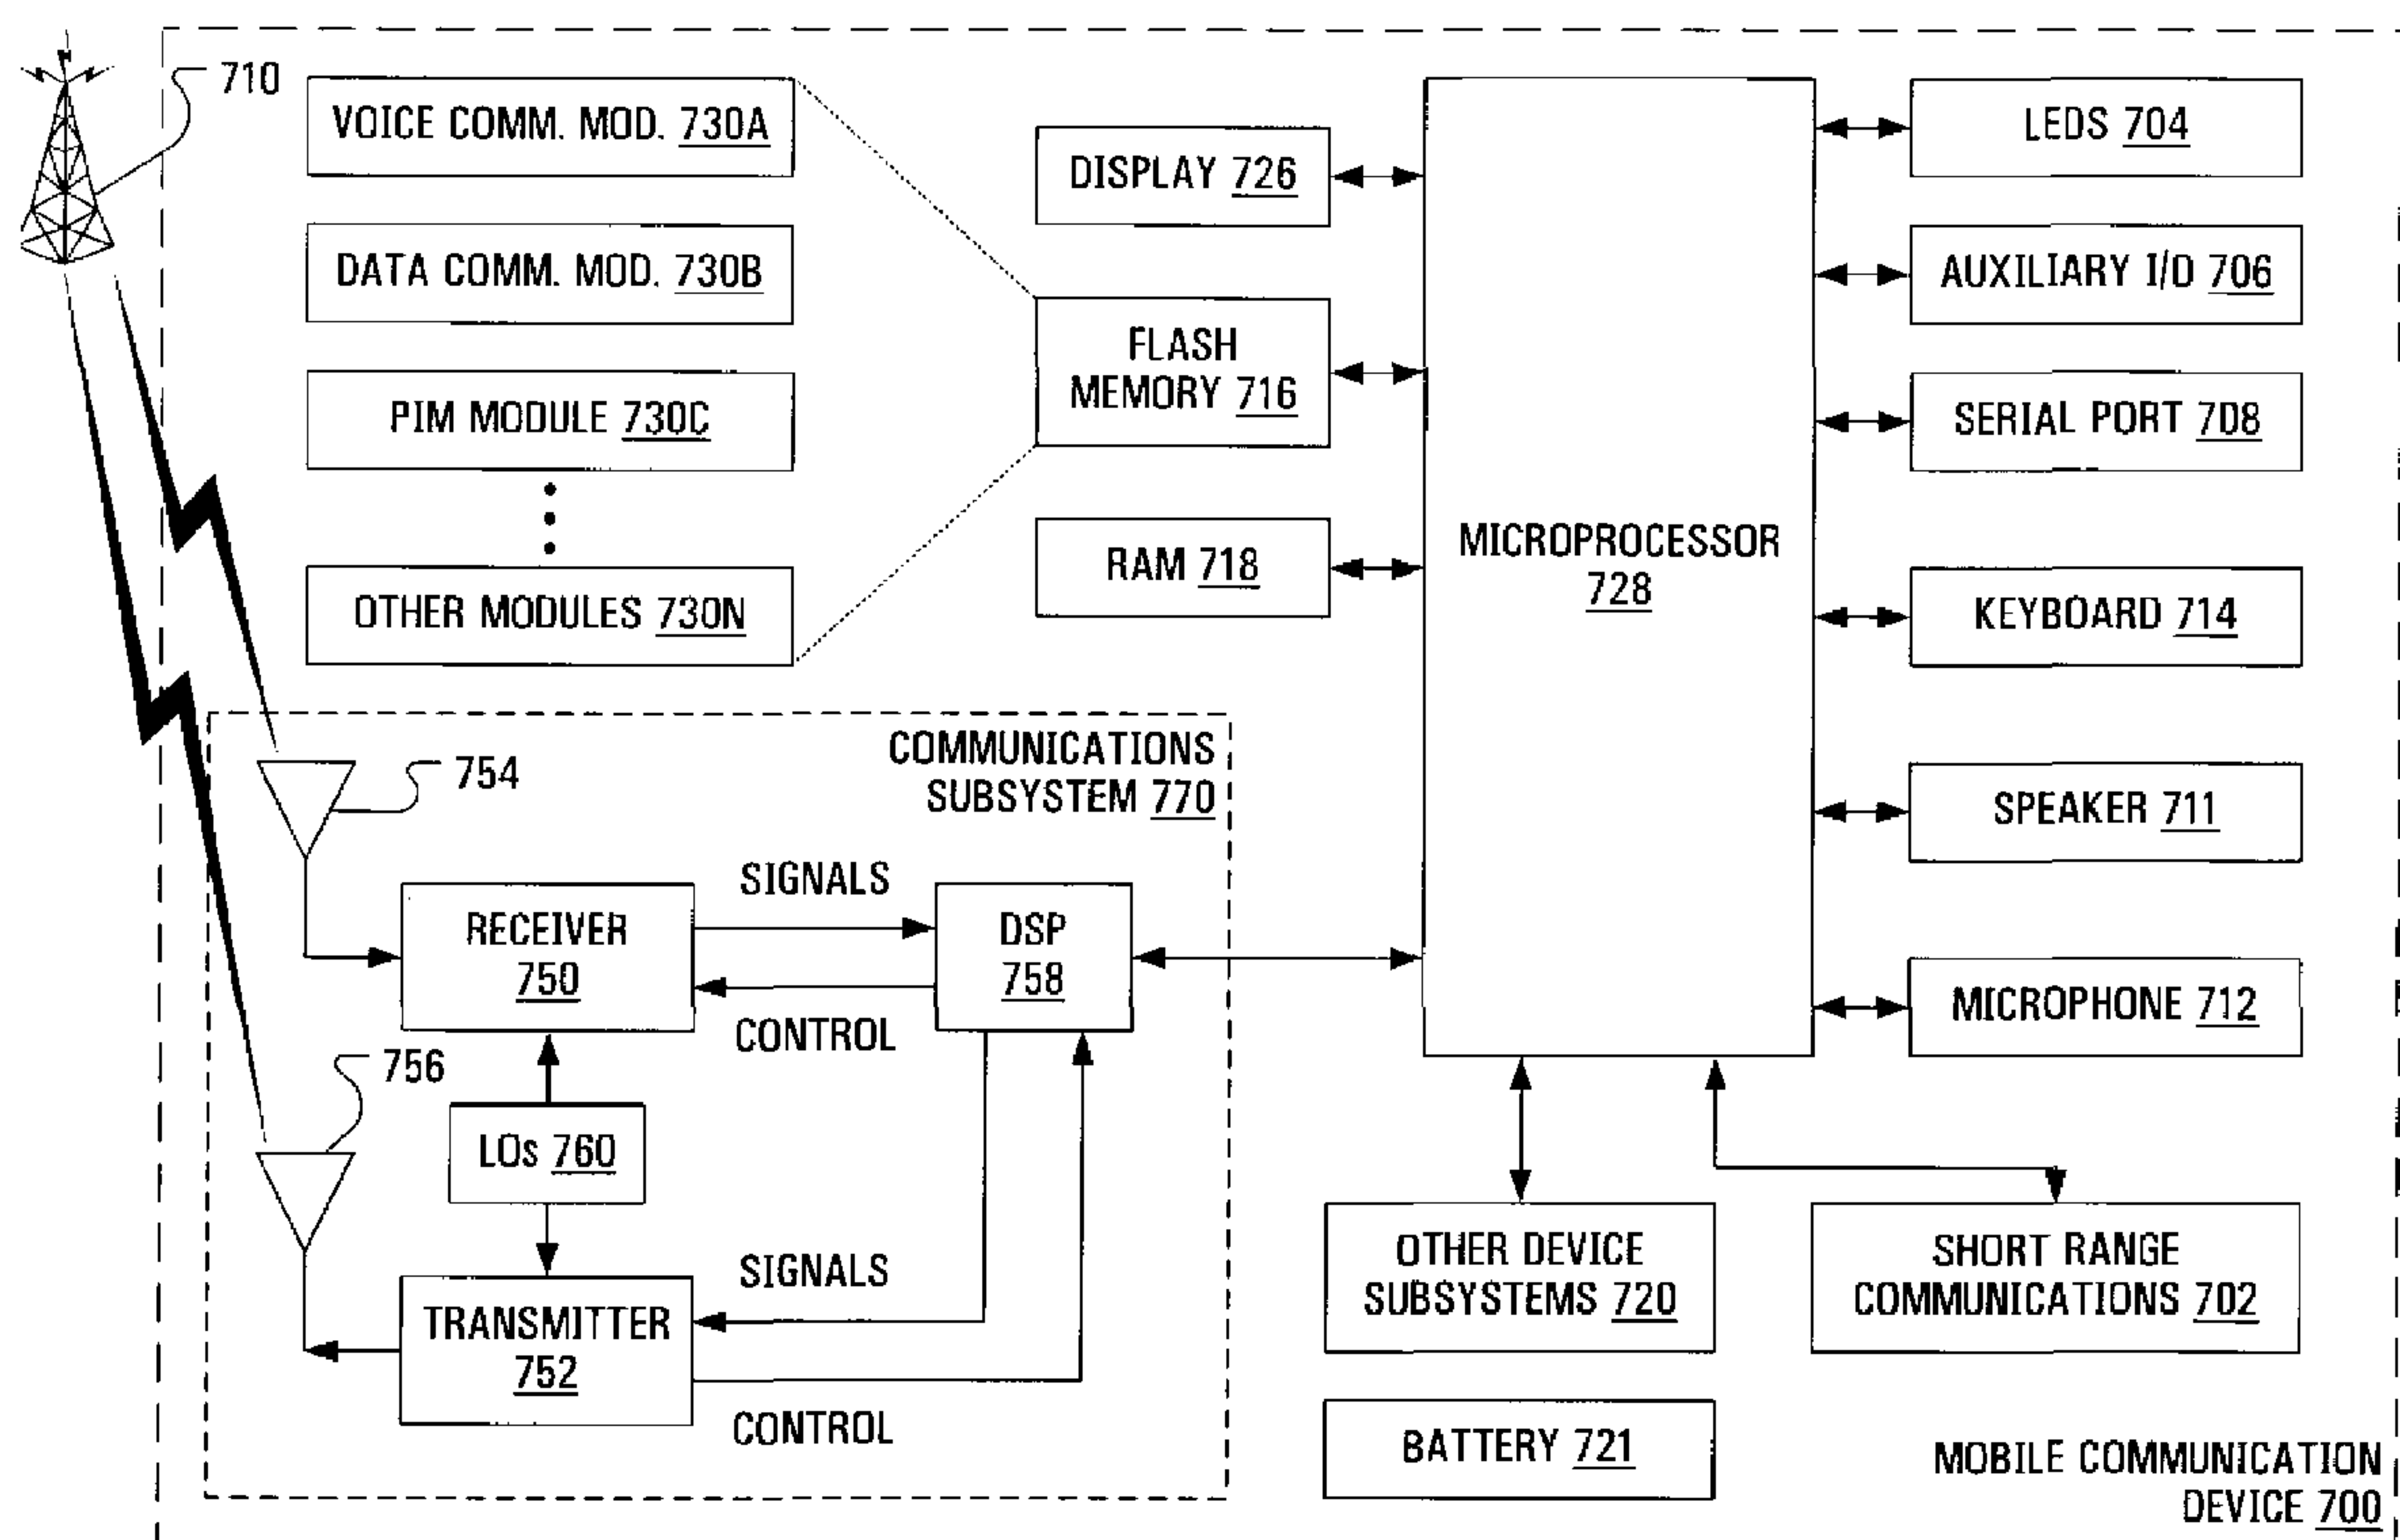 710
VOICE COMM. MOD. 730A
DATA COMM. MOD. 730B
PIM MODULE 730C
OTHER MODULES 730N
DISPLAY 726
FLASH
MEMORY 716
RAM 718
MICROPROCESSOR
728
LEDS 704
AUXILIARY I/O 706
SERIAL PORT 708
KEYBOARD 714
SPEAKER 711
MICROPHONE 712
COMMUNICATIONS
SUBSYSTEM 770
754
RECEIVER
750
SIGNALS
CONTROL
DSP
758
756
LOs 760
TRANSMITTER
752
SIGNALS
CONTROL
OTHER DEVICE
SUBSYSTEMS 720
SHORT RANGE
COMMUNICATIONS 702
BATTERY 721
MOBILE COMMUNICATION
DEVICE 700